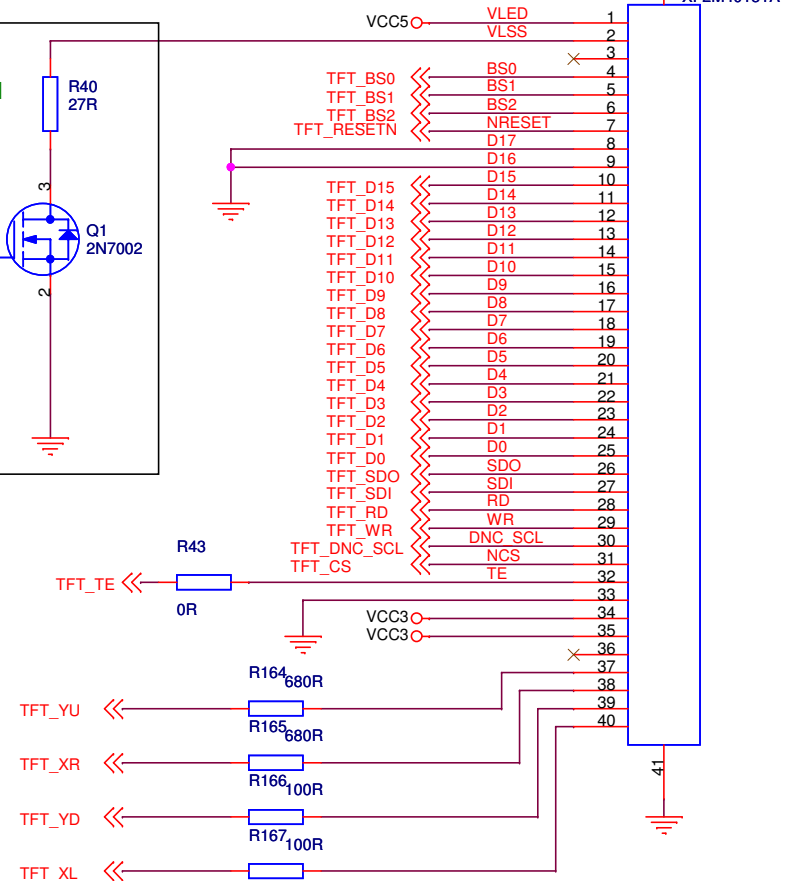 VCC5 VLED 1
VLSS 2
3
R40
27R
TFT_BS0 BS0 4
TFT_BS1 BS1 5
TFT_BS2 BS2 6
TFT_RESETN NRESET 7
D17 8
D16 9
3
TFT_D15 D15 10
TFT_D14 D14 11
TFT_D13 D13 12
Q1
2N7002
TFT_D12 D12 13
TFT_D11 D11 14
TFT_D10 D10 15
2
TFT_D9 D9 16
TFT_D8 D8 17
TFT_D7 D7 18
TFT_D6 D6 19
TFT_D5 D5 20
TFT_D4 D4 21
TFT_D3 D3 22
TFT_D2 D2 23
TFT_D1 D1 24
TFT_D0 D0 25
TFT_SDO SDO 26
TFT_SDI SDI 27
TFT_RD RD 28
TFT_WR WR 29
TFT_DNC_SCL DNC_SCL 30
TFT_CS NCS 31
R43
TFT_TE TE 32
0R
33
VCC3 34
VCC3 35
36
37
38
39
40
R164
680R
TFT_YU
R165
680R
TFT_XR
R166
100R
TFT_YD
R167
100R
TFT_XL
41